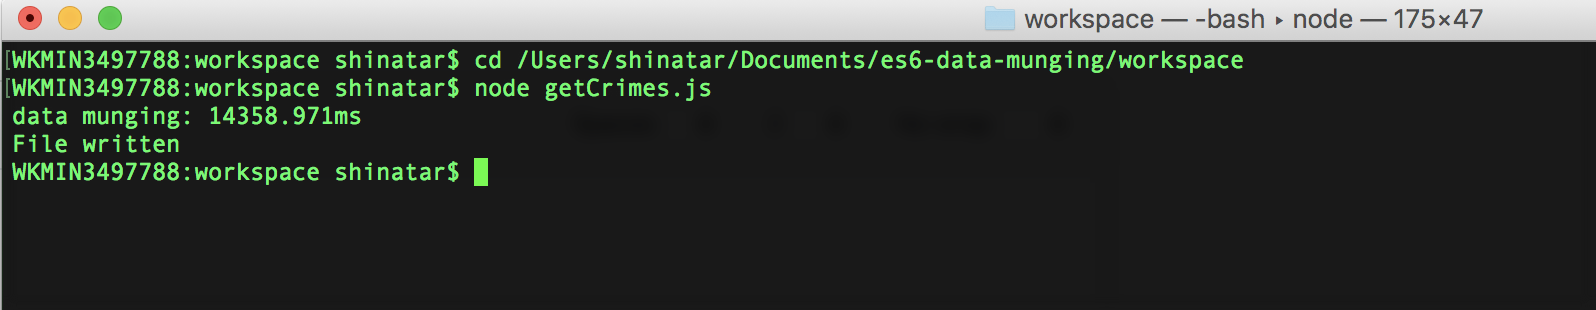 workspace — -bash ▸ node — 175×47
WKMIN3497788:workspace shinatar$ cd /Users/shinatar/Documents/es6-data-munging/workspace
WKMIN3497788:workspace shinatar$ node getCrimes.js
data munging: 14358.971ms
File written
WKMIN3497788:workspace shinatar$